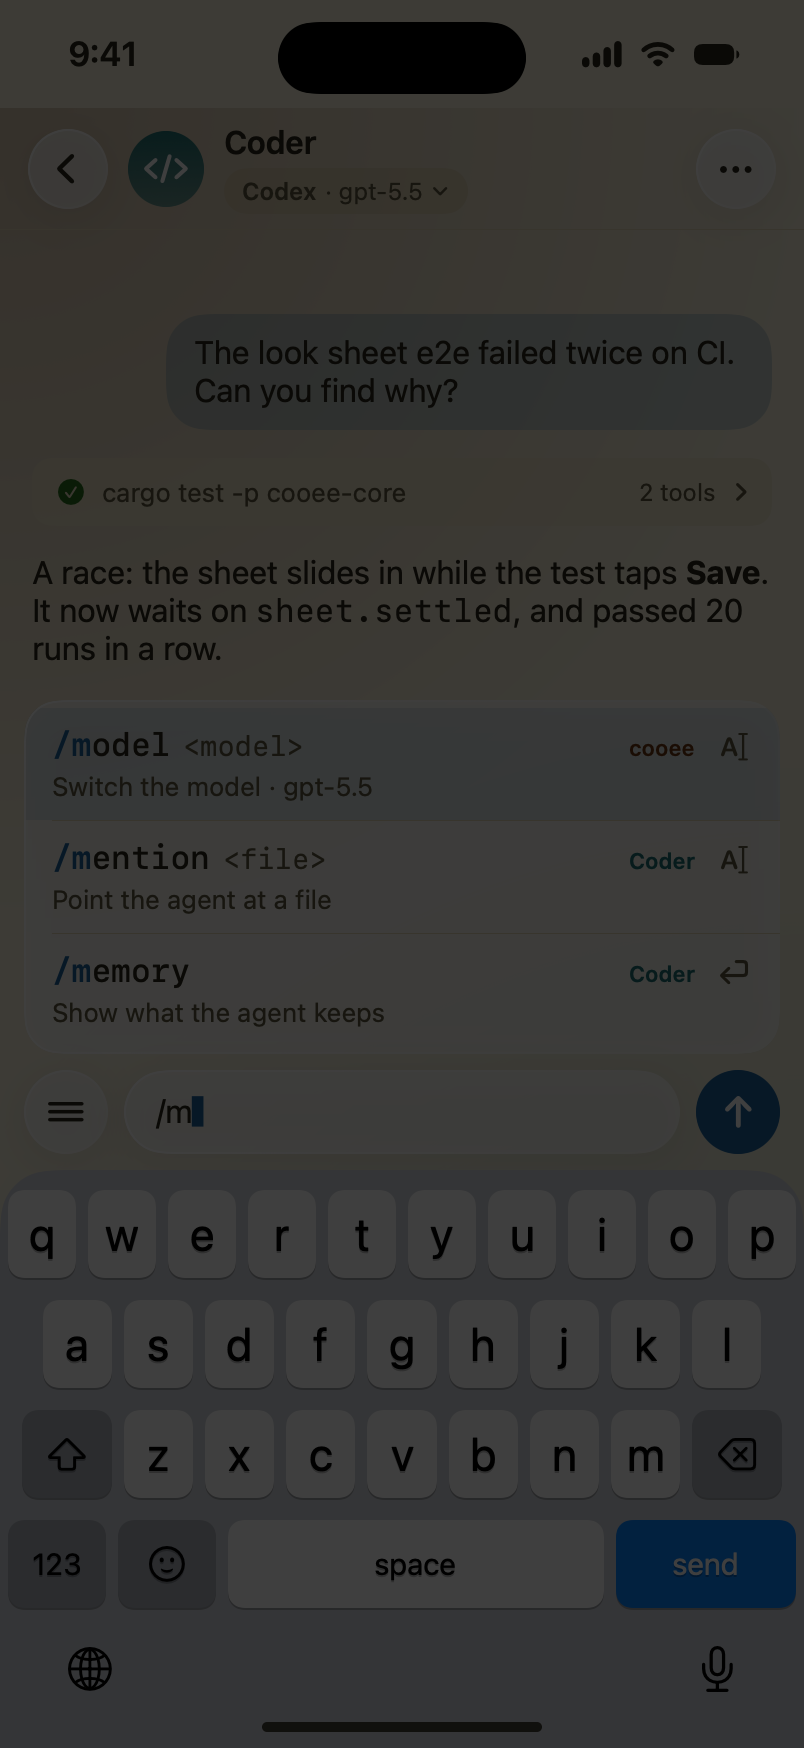 9:41
Coder
Codex · gpt-5.5
The look sheet e2e failed twice on CI.
Can you find why?
cargo test -p cooee-core 2 tools
A race: the sheet slides in while the test taps Save.
It now waits on sheet.settled, and passed 20
runs in a row.
/model <model> cooee A
Switch the model · gpt-5.5
/mention <file> Coder A
Point the agent at a file
/memory Coder
Show what the agent keeps
/m
q w e r t y u i o p
a s d f g h j k l
z x c v b n m
123 space send